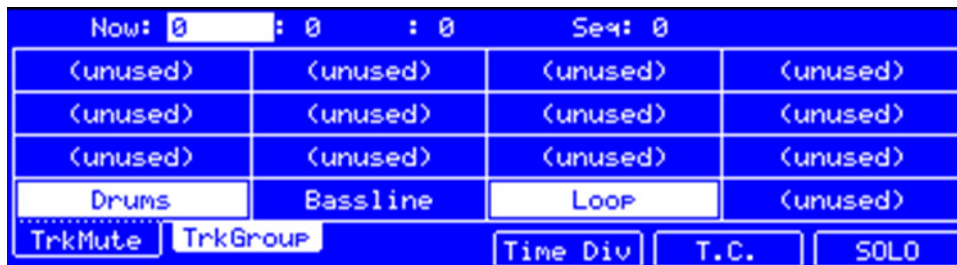 Now: 0 : 0 : 0 Seq: 0
(unused) (unused) (unused) (unused)
(unused) (unused) (unused) (unused)
(unused) (unused) (unused) (unused)
Drums Bassline Loop (unused)
TrkMute TrkGroup Time Div T.C. SOLO